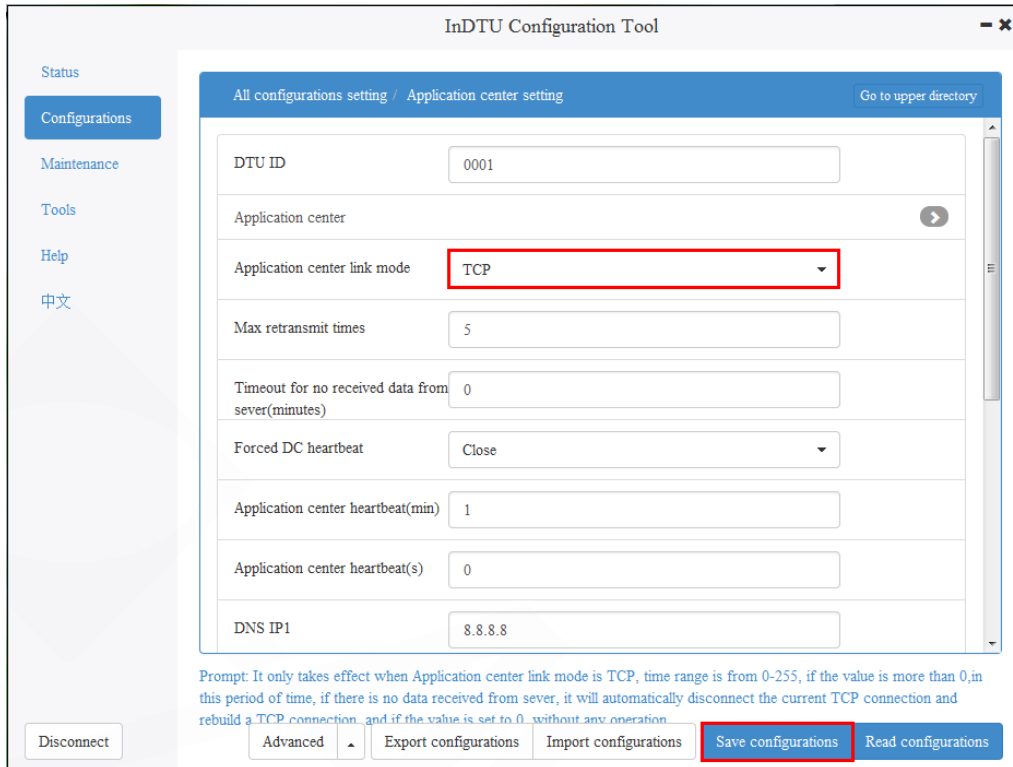 InDTU Configuration Tool
Status
Configurations
Maintenance
Tools
Help
中文
All configurations setting / Application center setting
Go to upper directory
DTU ID
0001
Application center
Application center link mode
TCP
Max retransmit times
5
Timeout for no received data from
sever(minutes)
0
Forced DC heartbeat
Close
Application center heartbeat(min)
1
Application center heartbeat(s)
0
DNS IP1
8.8.8.8
Prompt: It only takes effect when Application center link mode is TCP, time range is from 0-255, if the value is more than 0,in
this period of time, if there is no data received from sever, it will automatically disconnect the current TCP connection and
rebuild a TCP connection, and if the value is set to 0, without any operation
Disconnect
Advanced
Export configurations
Import configurations
Save configurations
Read configurations